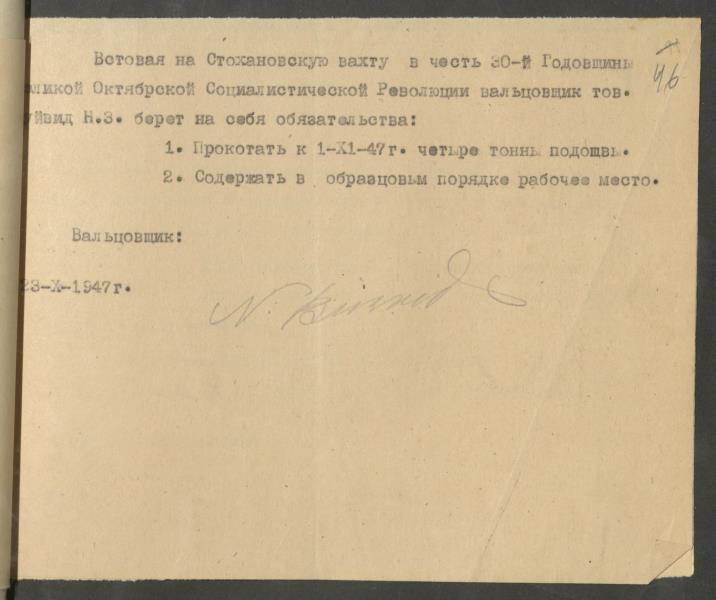 46
Встовая на Стохановскую вахту в честь 30-й Годовщины
ликой Октябрской Социалистической Революции вальцовщик тов.
уйвид Н.З. берет на себя обязательства:
1. Прокотать к 1-Х1-47г. четыре тонны подошвы.
2. Содержать в образцовым порядке рабочее место.
Вальцовщик:
23-Х-1947г.